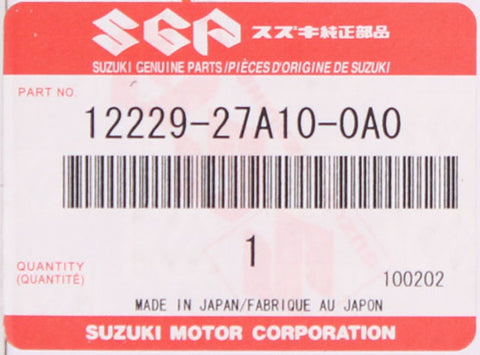 SGP スズキ純正部品
SUZUKI GENUINE PARTS/PIÈCES D'ORIGINE DE SUZUKI
PART NO.
12229-27A10-0A0
1
QUANTITY
(QUANTITÉ)
100202
MADE IN JAPAN/FABRIQUE AU JAPON
SUZUKI MOTOR CORPORATION